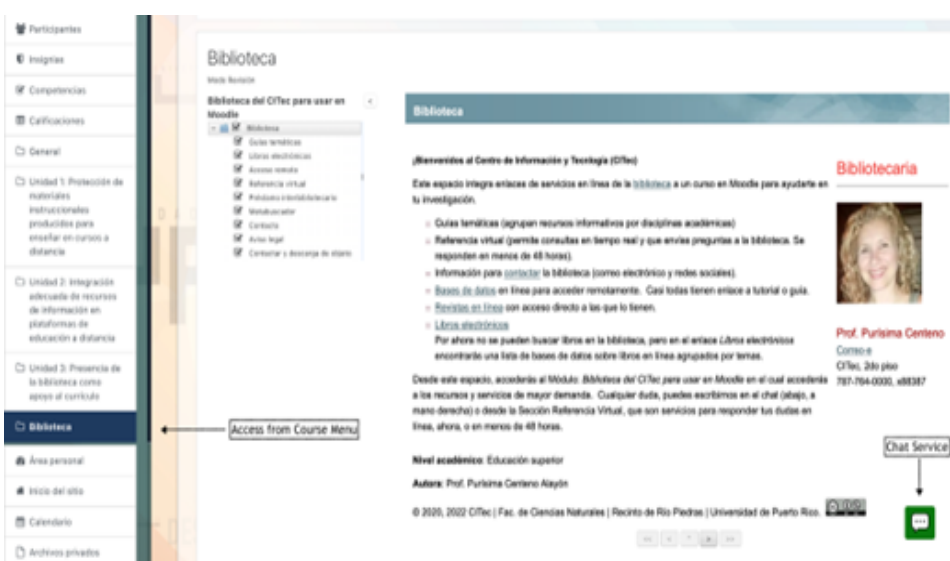 Participantes
Insignias
Competencias
Calificaciones
General
Unidad 1: Protección de
materiales
instruccionales
producidos para
enseñar en cursos a
distancia
Unidad 2: Integración
adecuada de recursos
de información en
plataformas de
educación a distancia
Unidad 3: Presencia de
la biblioteca como
apoyo al currículo
Biblioteca
Área personal
Inicio del sitio
Calendario
Archivos privados
Access from Course Menu
Biblioteca
Modo Revisión
Biblioteca del CITec para usar en
Moodle
Biblioteca
Guías temáticas
Libros electrónicos
Acceso remoto
Referencia virtual
Préstamo interbibliotecario
Metabuscador
Contacto
Aviso legal
Contactar y descarga de objeto
Biblioteca
¡Bienvenidos al Centro de Información y Tecnología (CITec)
Este espacio integra enlaces de servicios en línea de la biblioteca a un curso en Moodle para ayudarte en
tu investigación.
Guías temáticas (agrupan recursos informativos por disciplinas académicas)
Referencia virtual (permite consultas en tiempo real y que envíes preguntas a la biblioteca. Se
responden en menos de 48 horas).
Información para contactar la biblioteca (correo electrónico y redes sociales).
Bases de datos en línea para acceder remotamente. Casi todas tienen enlace a tutorial o guía.
Revistas en línea con acceso directo a las que lo tienen.
Libros electrónicos
Por ahora no se pueden buscar libros en la biblioteca, pero en el enlace Libros electrónicos
encontrarás una lista de bases de datos sobre libros en línea agrupados por temas.
Desde este espacio, accederás al Módulo: Biblioteca del CITec para usar en Moodle en el cual accederás
a los recursos y servicios de mayor demanda. Cualquier duda, puedes escribirnos en el chat (abajo, a
mano derecha) o desde la Sección Referencia Virtual, que son servicios para responder tus dudas en
línea, ahora, o en menos de 48 horas.
Nivel académico: Educación superior
Autora: Prof. Purísima Centeno Alayón
© 2020, 2022 CITec | Fac. de Ciencias Naturales | Recinto de Río Piedras | Universidad de Puerto Rico.
Bibliotecaria
Prof. Purísima Centeno
Correo-e
CITec, 2do piso
787-764-0000, x88387
Chat Service